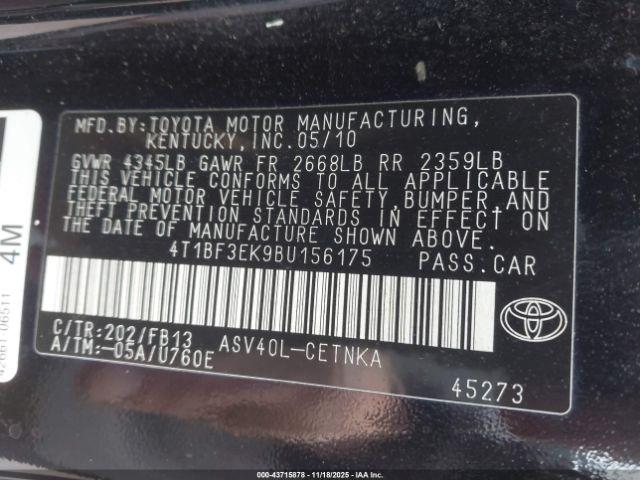 MFD.BY:TOYOTA MOTOR MANUFACTURING,
KENTUCKY,INC.05/10
GVWR 4345LB GAWR FR 2668LB RR 2359LB
THIS VEHICLE CONFORMS TO ALL APPLICABLE
FEDERAL MOTOR VEHICLE SAFETY,BUMPER,AND
THEFT PREVENTION STANDARDS IN EFFECT ON
THE DATE OF MANUFACTURE SHOWN ABOVE.
4T1BF3EK9BU156175 PASS.CAR
C/TR:202/FB13 ASV40L-CETNKA
A/TM:-05A/U760E
45273
4M
42661-06511
000-43715878 - 11/18/2025 - IAA Inc.